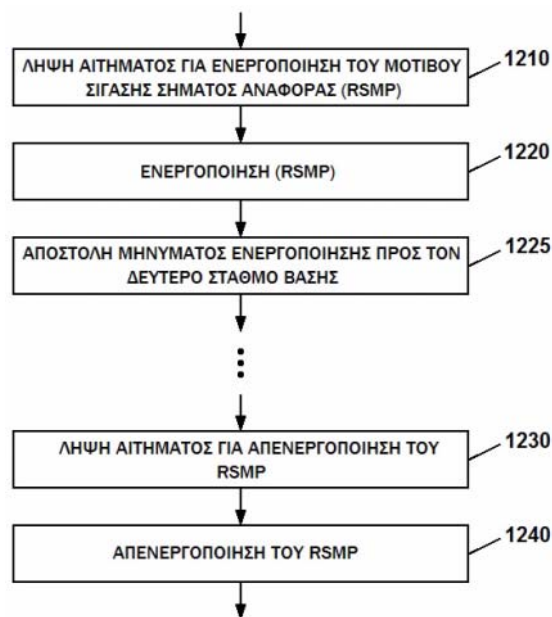 ΛΗΨΗ ΑΙΤΗΜΑΤΟΣ ΓΙΑ ΕΝΕΡΓΟΠΟΙΗΣΗ ΤΟΥ ΜΟΤΙΒΟΥ
ΣΙΓΑΣΗΣ ΣΗΜΑΤΟΣ ΑΝΑΦΟΡΑΣ (RSMP)
1210
ΕΝΕΡΓΟΠΟΙΗΣΗ (RSMP)
1220
ΑΠΟΣΤΟΛΗ ΜΗΝΥΜΑΤΟΣ ΕΝΕΡΓΟΠΟΙΗΣΗΣ ΠΡΟΣ ΤΟΝ
ΔΕΥΤΕΡΟ ΣΤΑΘΜΟ ΒΑΣΗΣ
1225
ΛΗΨΗ ΑΙΤΗΜΑΤΟΣ ΓΙΑ ΑΠΕΝΕΡΓΟΠΟΙΗΣΗ ΤΟΥ
RSMP
1230
ΑΠΕΝΕΡΓΟΠΟΙΗΣΗ ΤΟΥ RSMP
1240